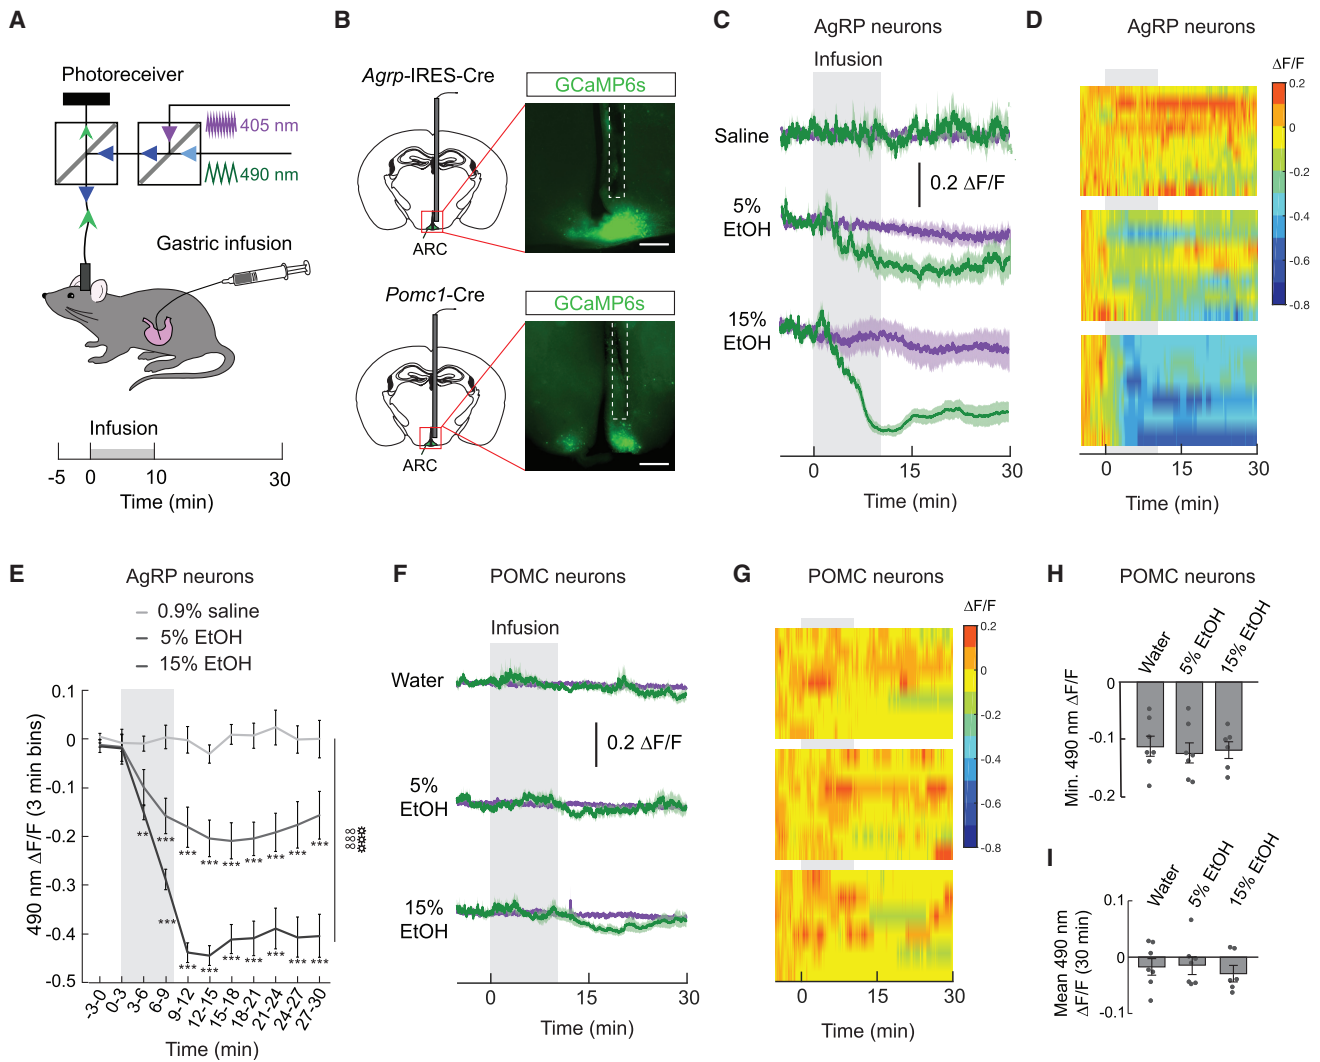 A
Photoreceiver
405 nm
490 nm
Gastric infusion
Infusion
-5
0
10
30
Time (min)
B
Agrp-IRES-Cre
GCaMP6s
ARC
Pomc1-Cre
GCaMP6s
ARC
C
AgRP neurons
Infusion
Saline
0.2 ΔF/F
5%
EtOH
15%
EtOH
0
15
30
Time (min)
D
AgRP neurons
ΔF/F
0.2
0
-0.2
-0.4
-0.6
-0.8
0
15
30
Time (min)
E
AgRP neurons
0.9% saline
5% EtOH
15% EtOH
490 nm ΔF/F (3 min bins)
0.1
0
-0.1
-0.2
-0.3
-0.4
-0.5
** *** *** *** *** *** *** *** ***
*** *** *** *** *** *** *** ***
-3-0
0-3
3-6
6-9
9-12
12-15
15-18
18-21
21-24
24-27
27-30
Time (min)
F
POMC neurons
Infusion
Water
0.2 ΔF/F
5%
EtOH
15%
EtOH
0
15
30
Time (min)
G
POMC neurons
ΔF/F
0.2
0
-0.2
-0.4
-0.6
-0.8
0
15
30
Time (min)
H
POMC neurons
Water
5% EtOH
15% EtOH
Min. 490 nm ΔF/F
0
-0.1
-0.2
I
Water
5% EtOH
15% EtOH
Mean 490 nm
ΔF/F (30 min)
0.1
0
-0.1